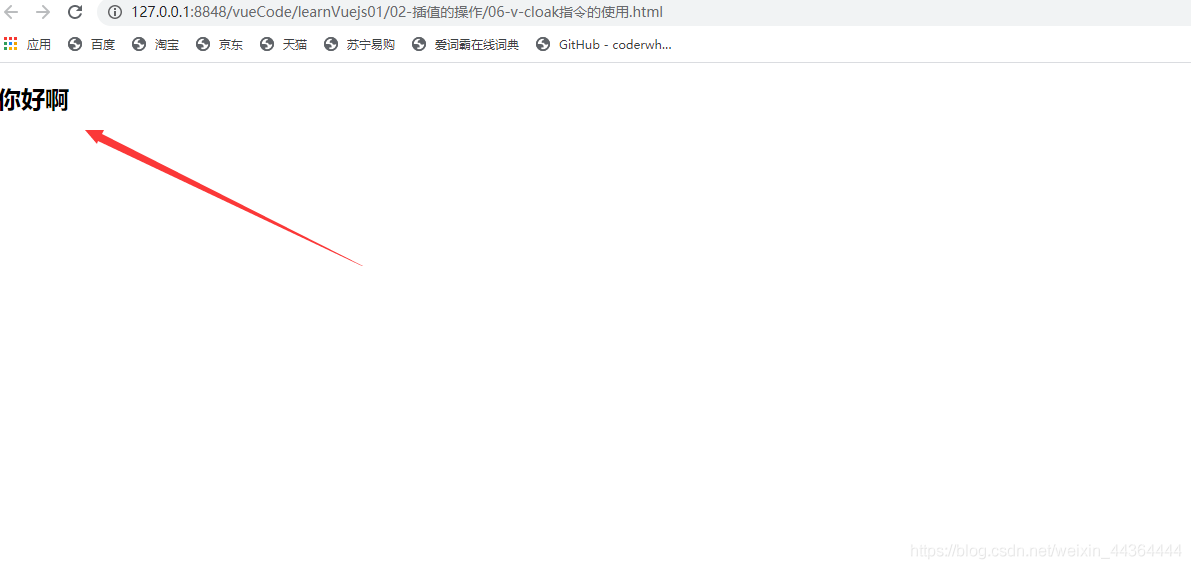 127.0.0.1:8848/vueCode/learnVuejs01/02-插值的操作/06-v-cloak指令的使用.html
应用 百度 淘宝 京东 天猫 苏宁易购 爱词霸在线词典 GitHub - coderwh...
你好啊
https://blog.csdn.net/weixin_44364444